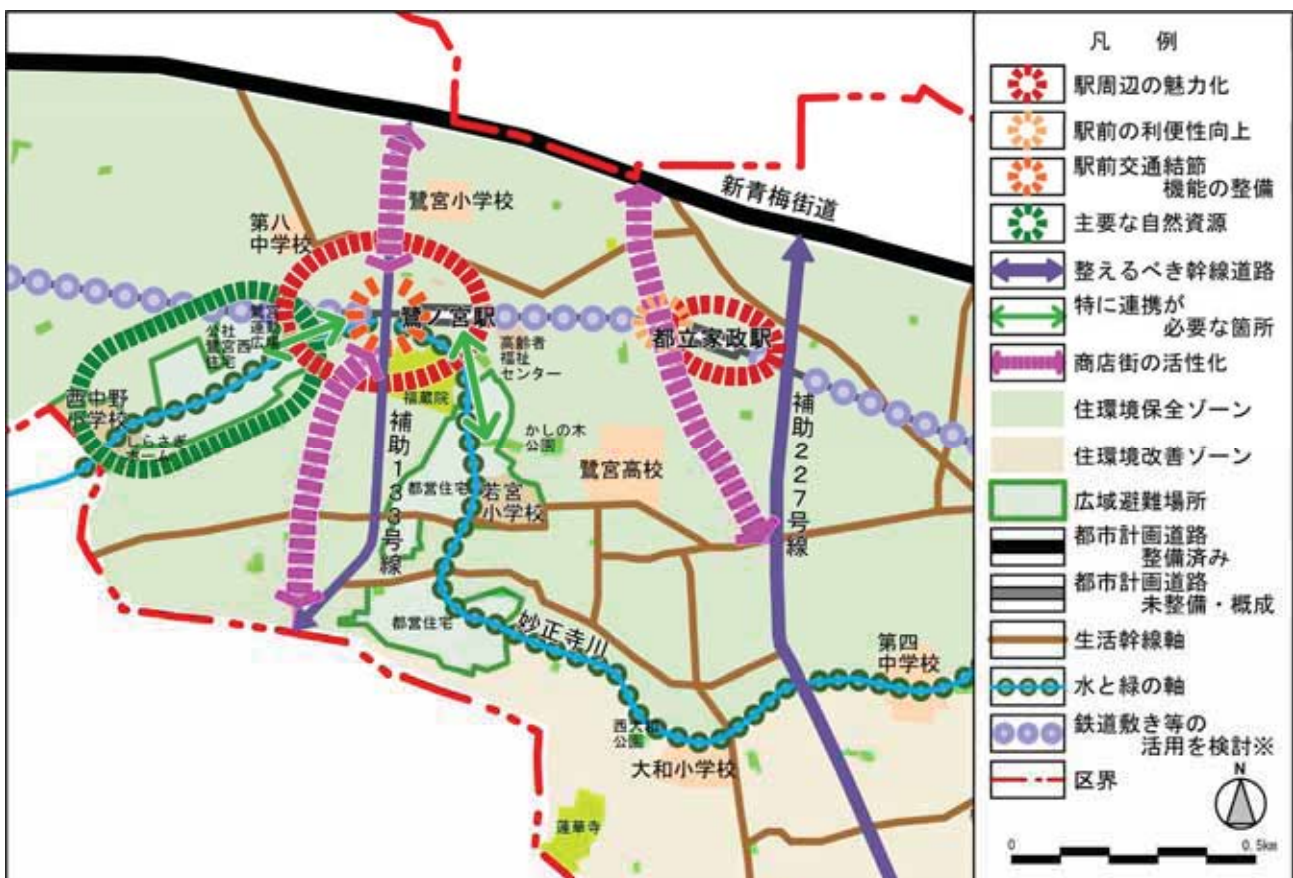 新青梅街道
鷺宮小学校
第八
中学校
鷺ノ宮駅
都立家政駅
公社
鷺宮西
住宅
高齢者
福祉
センター
福蔵院
西中野
小学校
しらさぎ
ホーム
かしの木
公園
鷺宮高校
都営住宅
若宮
小学校
補助133号線
補助227号線
都営住宅
妙正寺川
第四
中学校
西大和
公園
大和小学校
蓮華寺
凡 例
駅周辺の魅力化
駅前の利便性向上
駅前交通結節
機能の整備
主要な自然資源
整えるべき幹線道路
特に連携が
必要な箇所
商店街の活性化
住環境保全ゾーン
住環境改善ゾーン
広域避難場所
都市計画道路
整備済み
都市計画道路
未整備・概成
生活幹線軸
水と緑の軸
鉄道敷き等の
活用を検討※
区界
N
0 0.5km